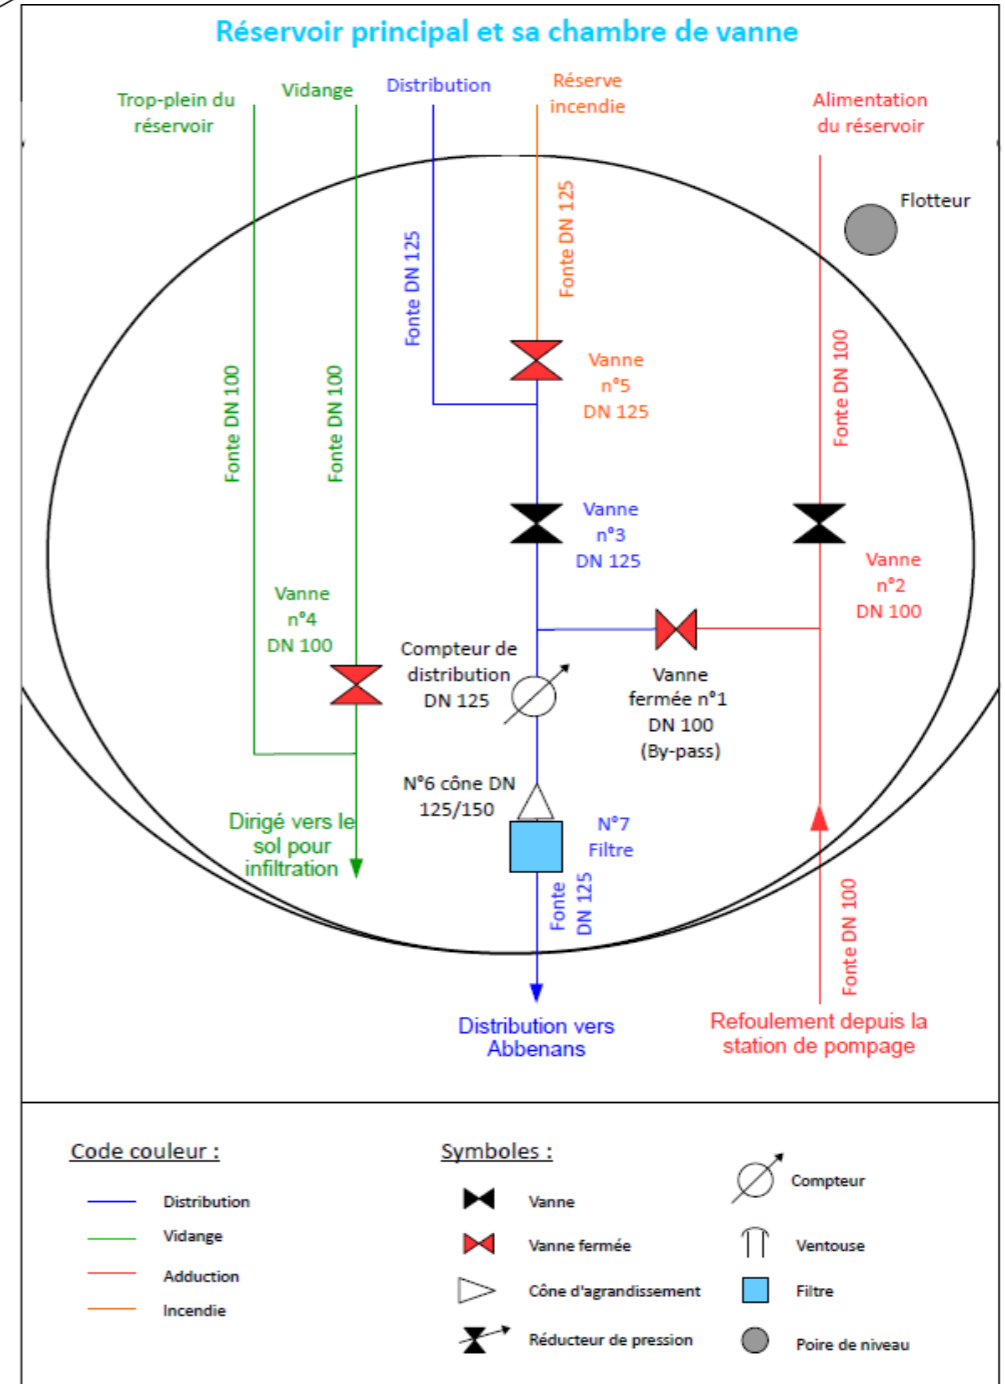 Réservoir principal et sa chambre de vanne
Trop-plein du
réservoir
Vidange
Distribution
Réserve
incendie
Alimentation
du réservoir
Flotteur
Fonte DN 125
Fonte DN 125
Fonte DN 100
Fonte DN 100
Fonte DN 100
Vanne
n°5
DN 125
Vanne
n°3
DN 125
Vanne
n°2
DN 100
Vanne
n°4
DN 100
Compteur de
distribution
DN 125
Vanne
fermée n°1
DN 100
(By-pass)
N°6 cône DN
125/150
N°7
Filtre
Dirigé vers le
sol pour
infiltration
Fonte
DN 125
Fonte DN 100
Distribution vers
Abbenans
Refoulement depuis la
station de pompage
Code couleur :
Distribution
Vidange
Adduction
Incendie
Symboles :
Vanne
Vanne fermée
Cône d'agrandissement
Réducteur de pression
Compteur
Ventouse
Filtre
Poire de niveau